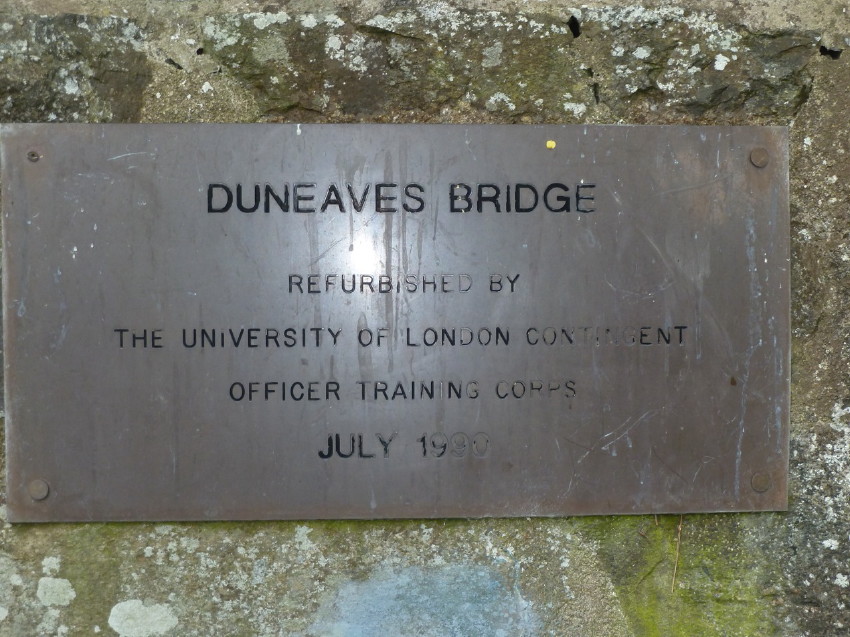 DUNEAVES BRIDGE
REFURBISHED BY
THE UNIVERSITY OF LONDON CONTINGENT
OFFICER TRAINING CORPS
JULY 1990